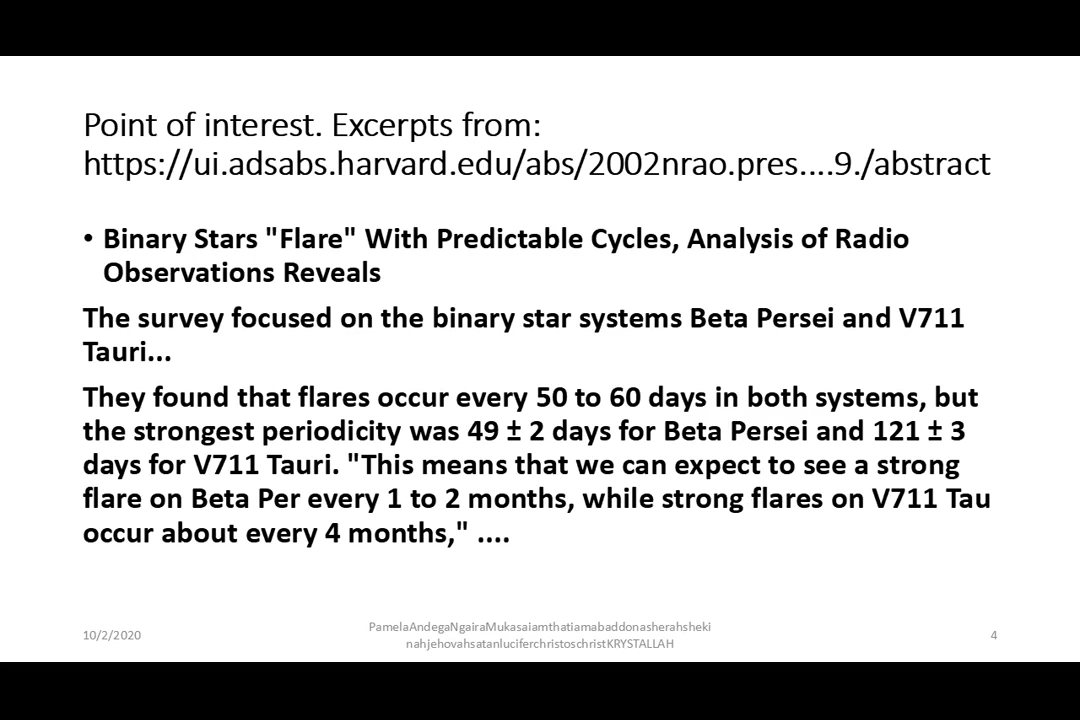 Point of interest. Excerpts from:
https://ui.adsabs.harvard.edu/abs/2002nrao.pres....9./abstract
• Binary Stars "Flare" With Predictable Cycles, Analysis of Radio
Observations Reveals
The survey focused on the binary star systems Beta Persei and V711
Tauri...
They found that flares occur every 50 to 60 days in both systems, but
the strongest periodicity was 49 ± 2 days for Beta Persei and 121 ± 3
days for V711 Tauri. "This means that we can expect to see a strong
flare on Beta Per every 1 to 2 months, while strong flares on V711 Tau
occur about every 4 months," ....
10/2/2020
PamelaAndegaNgairaMukasaiamthatiamabaddonasherahsheki
nahjehovahsatanluciferchristoschristKRYSTALLAH
4